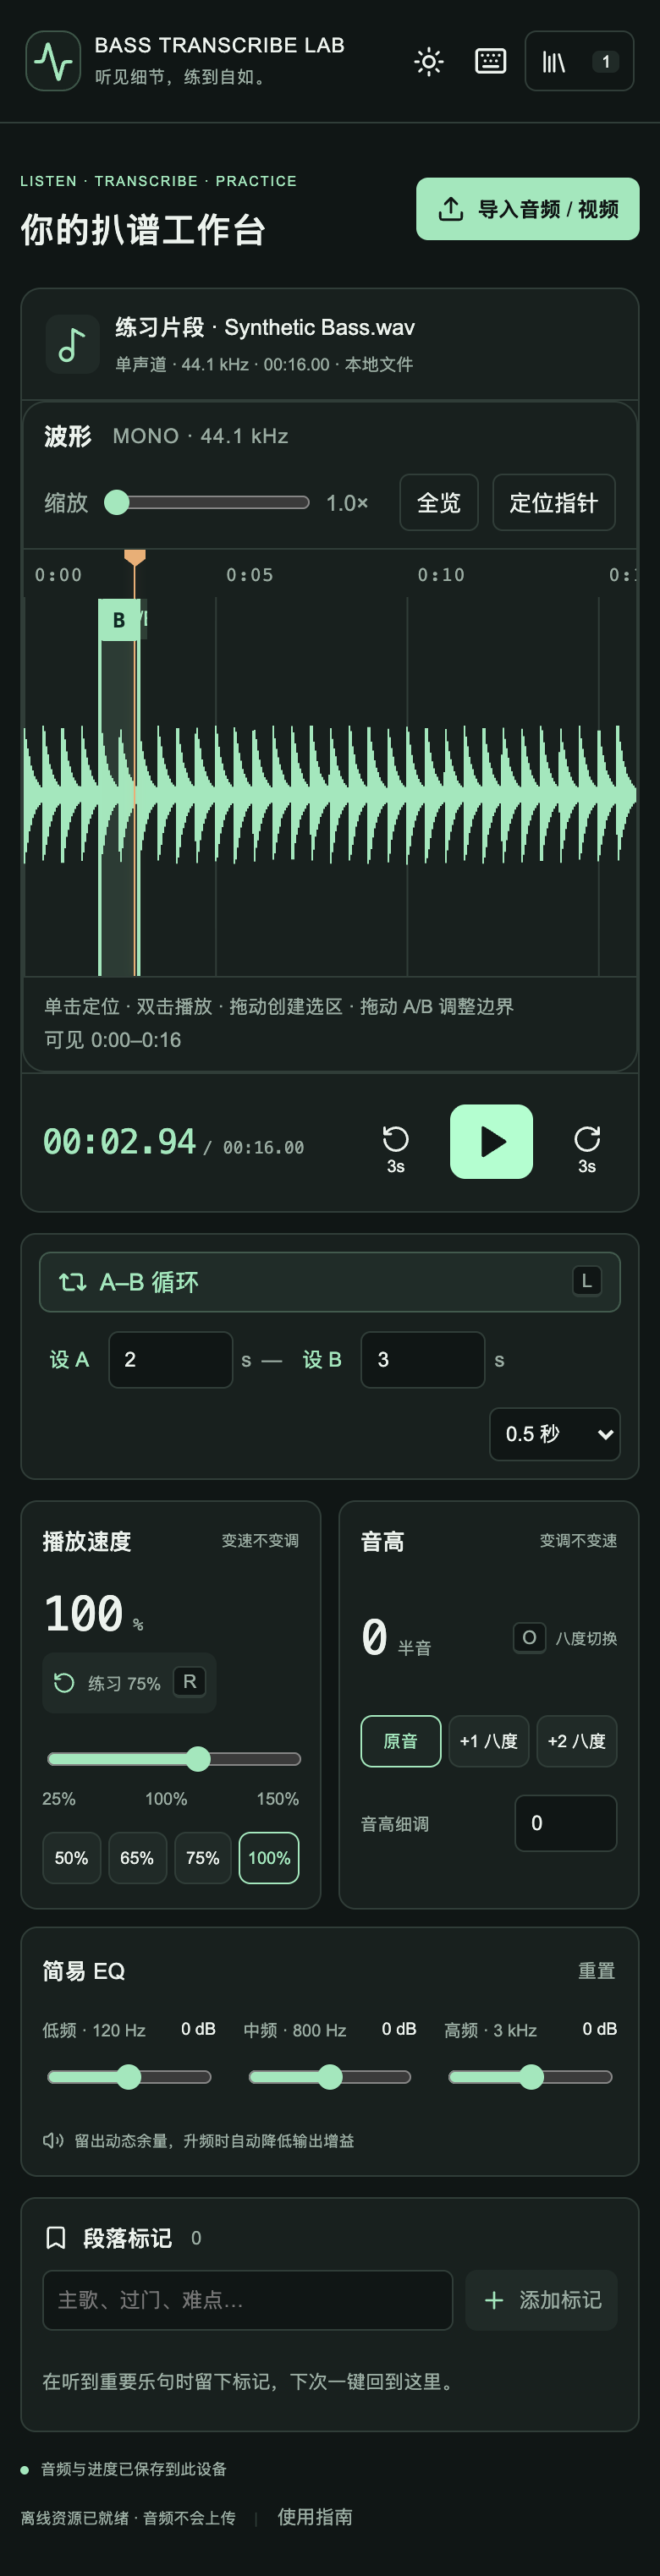 BASS TRANSCRIBE LAB
听见细节，练到自如。
1
LISTEN · TRANSCRIBE · PRACTICE
你的扒谱工作台
导入音频 / 视频
练习片段 · Synthetic Bass.wav
单声道 · 44.1 kHz · 00:16.00 · 本地文件
波形 MONO · 44.1 kHz
缩放 1.0× 全览 定位指针
0:00 0:05 0:10
B
单击定位 · 双击播放 · 拖动创建选区 · 拖动 A/B 调整边界
可见 0:00–0:16
00:02.94 / 00:16.00
3s 3s
A–B 循环 L
设 A 2 s — 设 B 3 s
0.5 秒
播放速度 变速不变调
100 %
练习 75% R
25% 100% 150%
50% 65% 75% 100%
音高 变调不变速
0 半音 O 八度切换
原音 +1 八度 +2 八度
音高细调 0
简易 EQ 重置
低频 · 120 Hz 0 dB 中频 · 800 Hz 0 dB 高频 · 3 kHz 0 dB
留出动态余量，升频时自动降低输出增益
段落标记 0
主歌、过门、难点… 添加标记
在听到重要乐句时留下标记，下次一键回到这里。
音频与进度已保存到此设备
离线资源已就绪 · 音频不会上传 | 使用指南